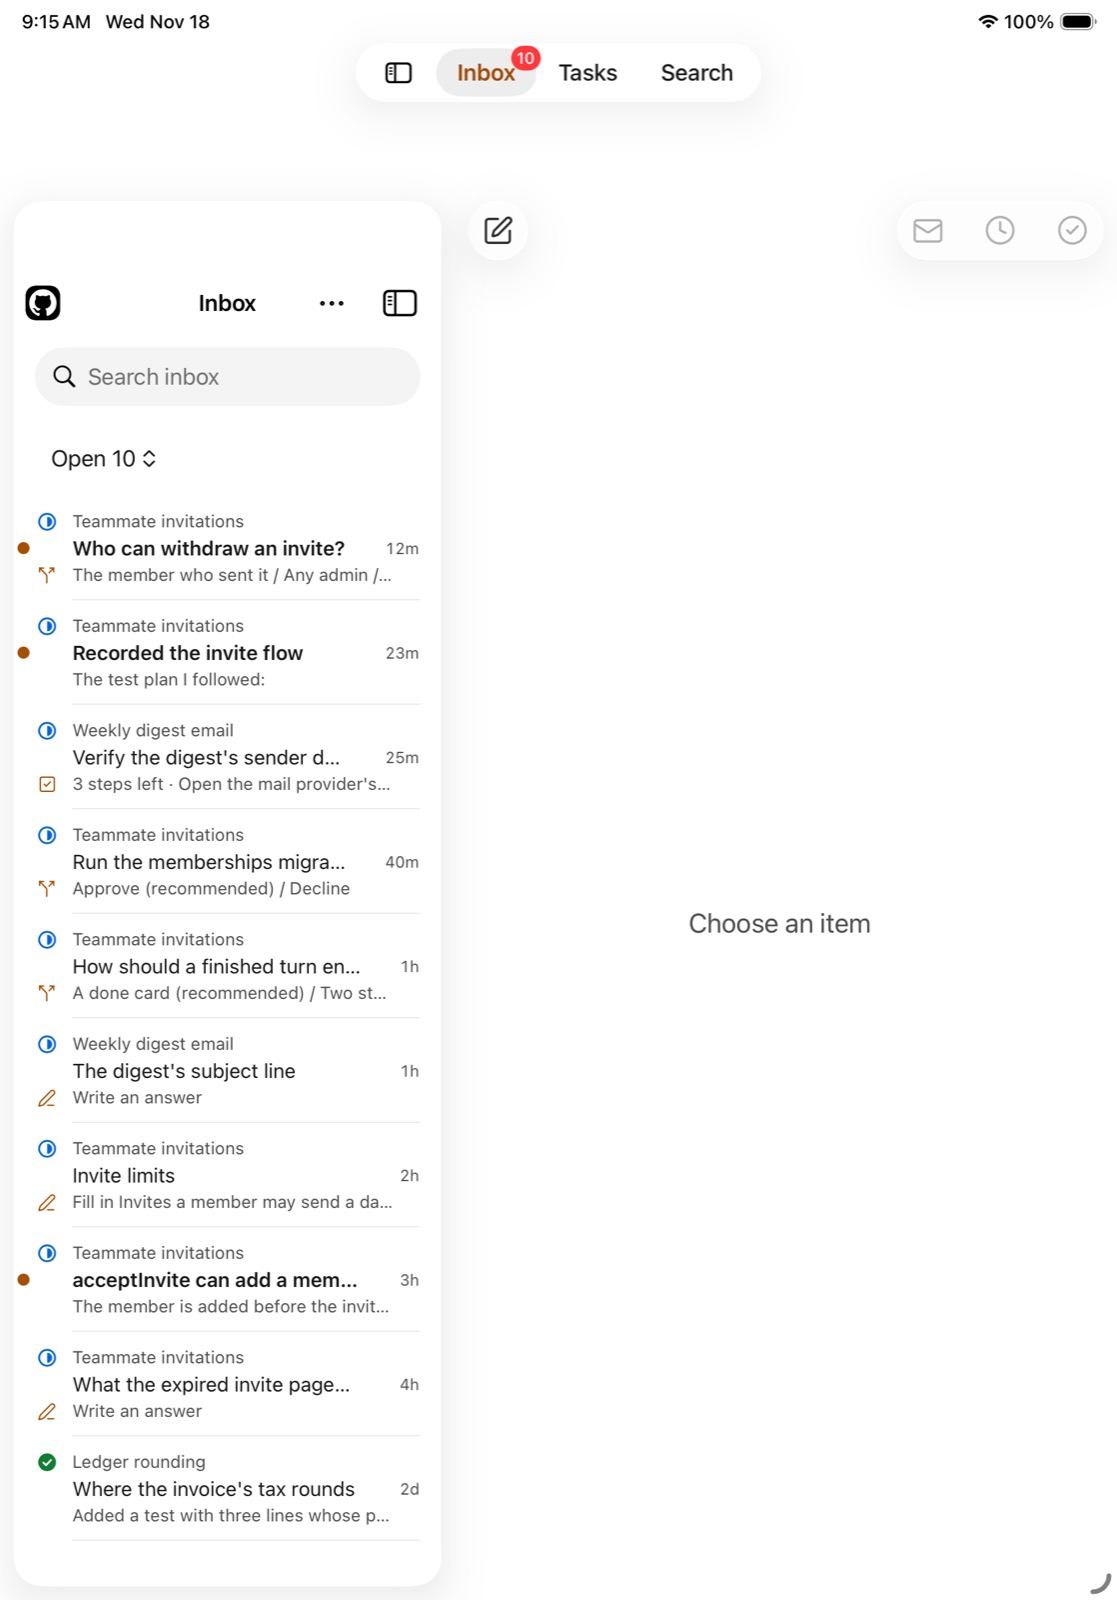 9:15 AM Wed Nov 18
100%
Inbox 10 Tasks Search
Inbox
Search inbox
Open 10
Teammate invitations
Who can withdraw an invite? 12m
The member who sent it / Any admin /...
Teammate invitations
Recorded the invite flow 23m
The test plan I followed:
Weekly digest email
Verify the digest's sender d... 25m
3 steps left · Open the mail provider's...
Teammate invitations
Run the memberships migra... 40m
Approve (recommended) / Decline
Teammate invitations
How should a finished turn en... 1h
A done card (recommended) / Two st...
Weekly digest email
The digest's subject line 1h
Write an answer
Teammate invitations
Invite limits 2h
Fill in Invites a member may send a da...
Teammate invitations
acceptInvite can add a mem... 3h
The member is added before the invit...
Teammate invitations
What the expired invite page... 4h
Write an answer
Ledger rounding
Where the invoice's tax rounds 2d
Added a test with three lines whose p...
Choose an item